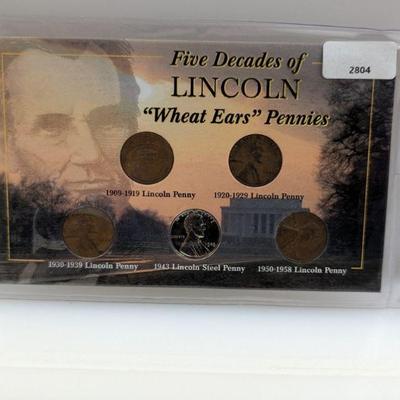 Five Decades of
2804
LINCOLN
"Wheat Ears" Pennies
1909-1919 Lincoln Penny
1920-1929 Lincoln Penny
1930-1939 Lincoln Penny
1943 Lincoln Steel Penny
1950-1958 Lincoln Penny